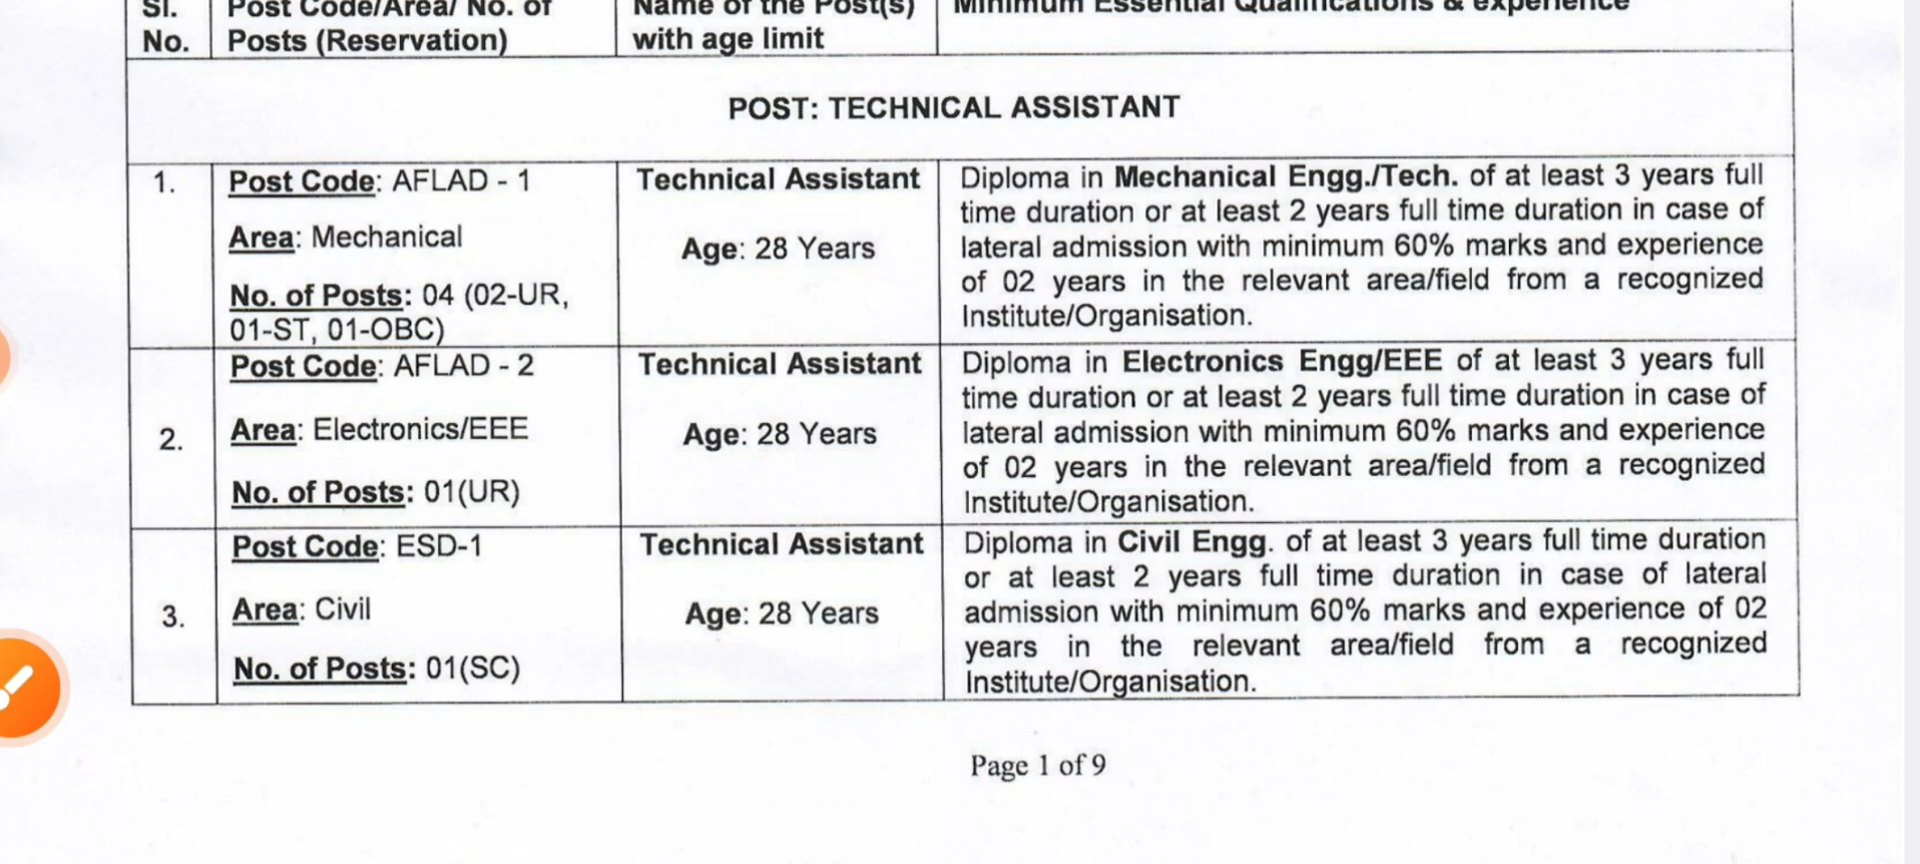 Sl.
No.
Post Code/Area/ No. of
Posts (Reservation)
Name of the Post(s)
with age limit
Minimum Essential Qualifications & experience
POST: TECHNICAL ASSISTANT
1.
Post Code: AFLAD - 1
Area: Mechanical
No. of Posts: 04 (02-UR,
01-ST, 01-OBC)
Technical Assistant
Age: 28 Years
Diploma in Mechanical Engg./Tech. of at least 3 years full
time duration or at least 2 years full time duration in case of
lateral admission with minimum 60% marks and experience
of 02 years in the relevant area/field from a recognized
Institute/Organisation.
2.
Post Code: AFLAD - 2
Area: Electronics/EEE
No. of Posts: 01(UR)
Technical Assistant
Age: 28 Years
Diploma in Electronics Engg/EEE of at least 3 years full
time duration or at least 2 years full time duration in case of
lateral admission with minimum 60% marks and experience
of 02 years in the relevant area/field from a recognized
Institute/Organisation.
3.
Post Code: ESD-1
Area: Civil
No. of Posts: 01(SC)
Technical Assistant
Age: 28 Years
Diploma in Civil Engg. of at least 3 years full time duration
or at least 2 years full time duration in case of lateral
admission with minimum 60% marks and experience of 02
years in the relevant area/field from a recognized
Institute/Organisation.
Page 1 of 9